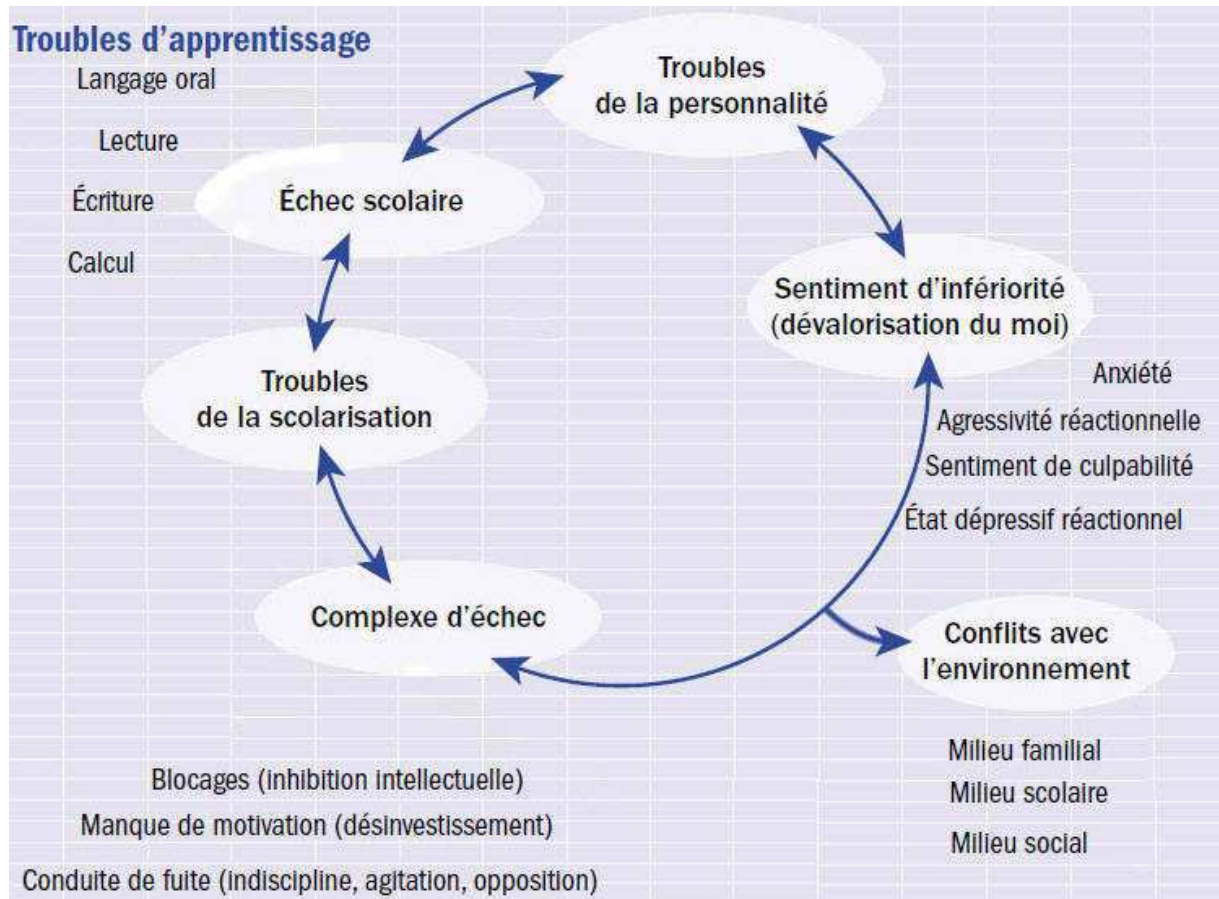 Troubles d'apprentissage
Langage oral
Lecture
Écriture
Calcul
Troubles
de la personnalité
Échec scolaire
Sentiment d'infériorité
(dévalorisation du moi)
Anxiété
Agressivité réactionnelle
Sentiment de culpabilité
État dépressif réactionnel
Troubles
de la scolarisation
Complexe d'échec
Conflits avec
l'environnement
Milieu familial
Milieu scolaire
Milieu social
Blocages (inhibition intellectuelle)
Manque de motivation (désinvestissement)
Conduite de fuite (indiscipline, agitation, opposition)